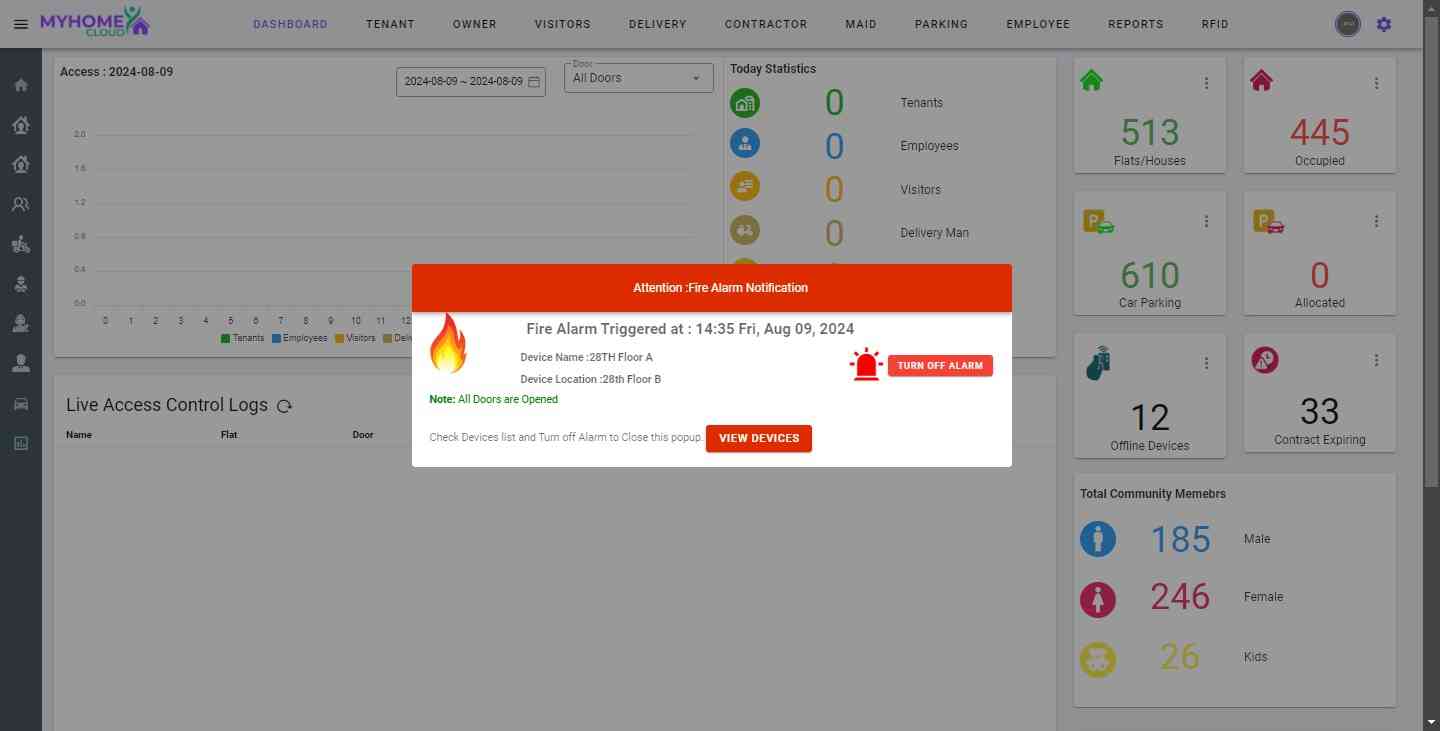 MYHOME CLOUD
DASHBOARD TENANT OWNER VISITORS DELIVERY CONTRACTOR MAID PARKING EMPLOYEE REPORTS RFID
Access : 2024-08-09
2024-08-09 ~ 2024-08-09
Door
All Doors
2.0
1.6
1.2
0.8
0.4
0.0
0 1 2 3 4 5 6 7 8 9 10 11 12
Tenants Employees Visitors
Today Statistics
0 Tenants
0 Employees
0 Visitors
0 Delivery Man
513
Flats/Houses
445
Occupied
P
610
Car Parking
P
0
Allocated
12
Offline Devices
33
Contract Expiring
Attention :Fire Alarm Notification
Fire Alarm Triggered at : 14:35 Fri, Aug 09, 2024
Device Name :28TH Floor A
Device Location :28th Floor B
TURN OFF ALARM
Note: All Doors are Opened
Check Devices list and Turn off Alarm to Close this popup. VIEW DEVICES
Live Access Control Logs
Name Flat Door
Total Community Memebrs
185 Male
246 Female
26 Kids